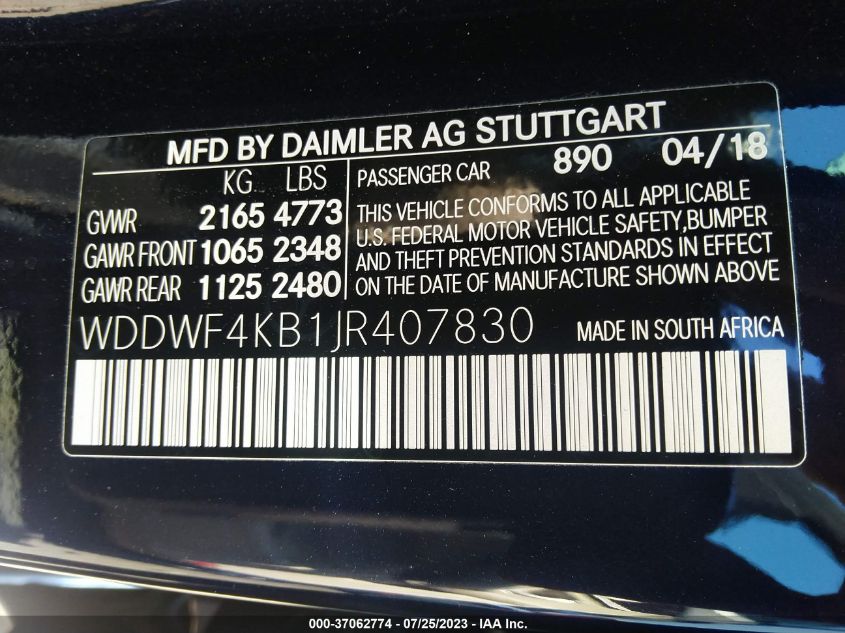 MFD BY DAIMLER AG STUTTGART
KG LBS
GVWR 2165 4773
GAWR FRONT 1065 2348
GAWR REAR 1125 2480
PASSENGER CAR 890 04/18
THIS VEHICLE CONFORMS TO ALL APPLICABLE
U.S. FEDERAL MOTOR VEHICLE SAFETY,BUMPER
AND THEFT PREVENTION STANDARDS IN EFFECT
ON THE DATE OF MANUFACTURE SHOWN ABOVE
WDDWF4KB1JR407830 MADE IN SOUTH AFRICA
000-37062774 - 07/25/2023 - IAA Inc.